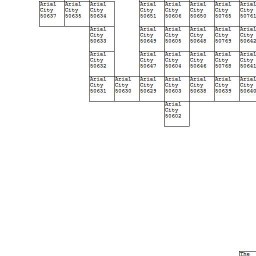 Arial Arial Arial Arial Arial Arial Arial Arial
City City City City City City City City
50637 50635 50634 50651 50606 50650 50765 50761
Arial Arial Arial Arial Arial Arial
City City City City City City
50633 50649 50605 50648 50769 50642
Arial Arial Arial Arial Arial Arial
City City City City City City
50632 50647 50604 50646 50768 50641
Arial Arial Arial Arial Arial Arial Arial
City City City City City City City
50631 50630 50629 50603 50638 50639 50640
Arial
City
50602
The